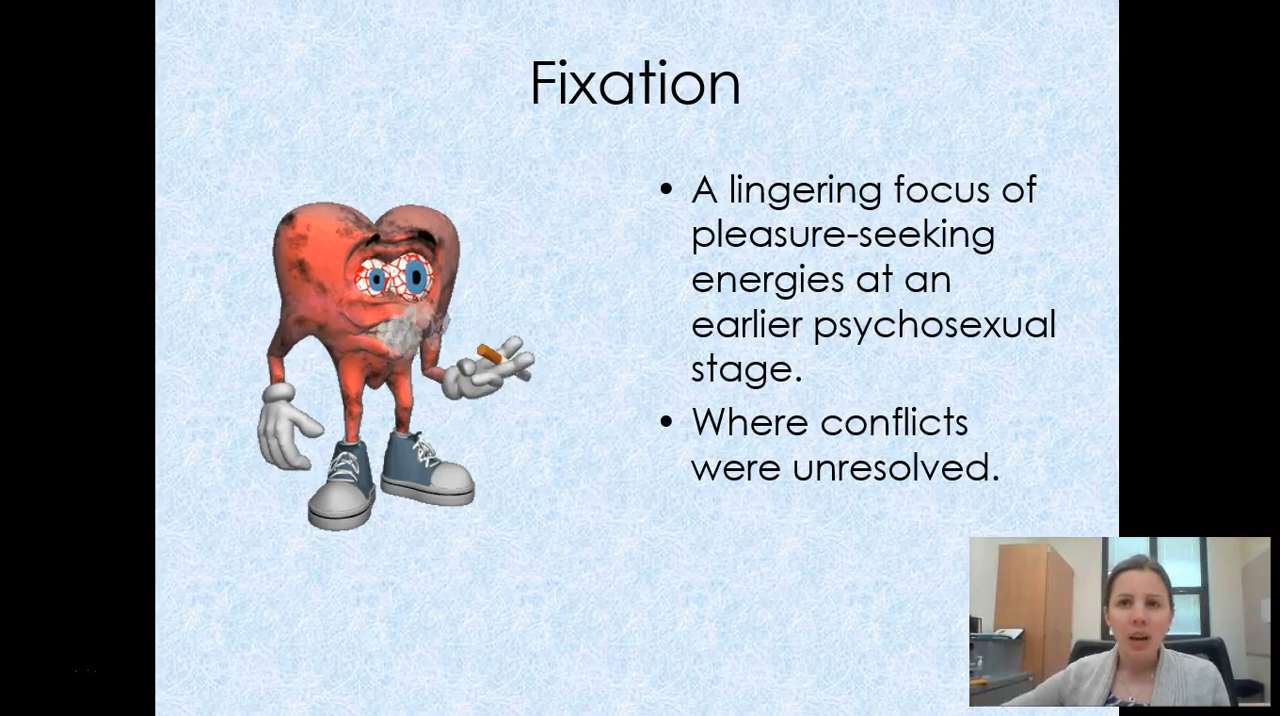 Fixation
• A lingering focus of
pleasure-seeking
energies at an
earlier psychosexual
stage.
• Where conflicts
were unresolved.